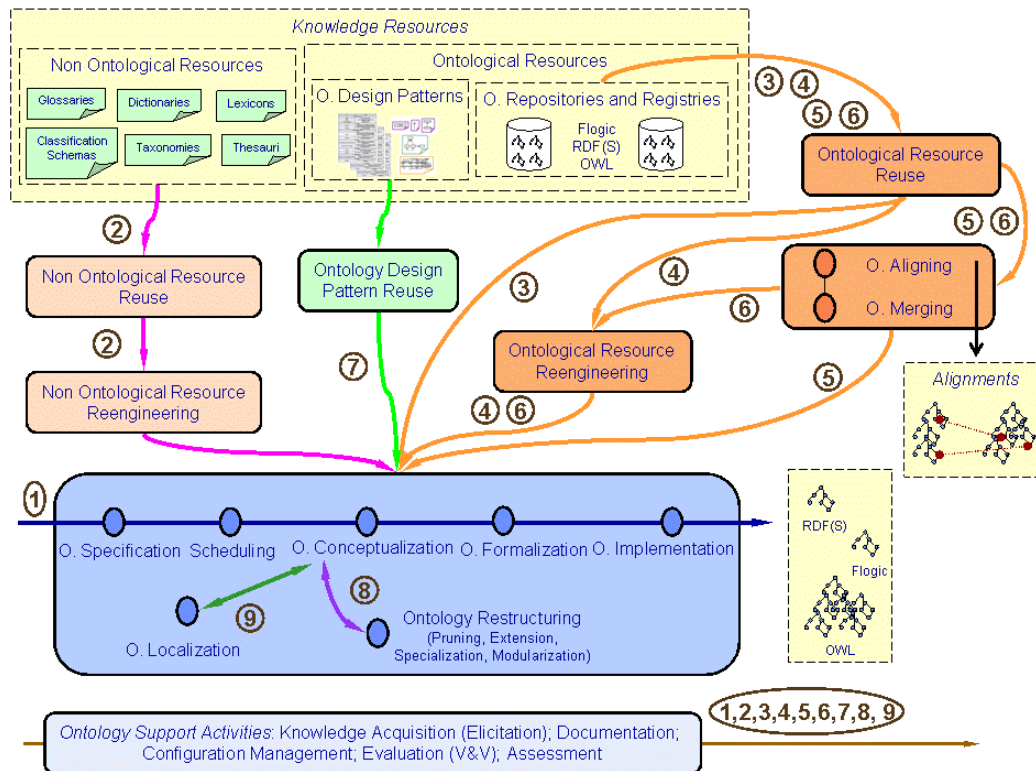 Knowledge Resources
Non Ontological Resources
Glossaries
Dictionaries
Lexicons
Classification
Schemas
Taxonomies
Thesauri
Ontological Resources
O. Design Patterns
O. Repositories and Registries
Flogic
RDF(S)
OWL
3 4
5 6
Ontological Resource
Reuse
5 6
2
Non Ontological Resource
Reuse
Ontology Design
Pattern Reuse
3
4
O. Aligning
O. Merging
6
2
7
Ontological Resource
Reengineering
5
Non Ontological Resource
Reengineering
4 6
Alignments
1
O. Specification
Scheduling
O. Conceptualization
O. Formalization
O. Implementation
9
8
O. Localization
Ontology Restructuring
(Pruning, Extension,
Specialization, Modularization)
RDF(S)
Flogic
OWL
1,2,3,4,5,6,7,8, 9
Ontology Support Activities: Knowledge Acquisition (Elicitation); Documentation;
Configuration Management; Evaluation (V&V); Assessment